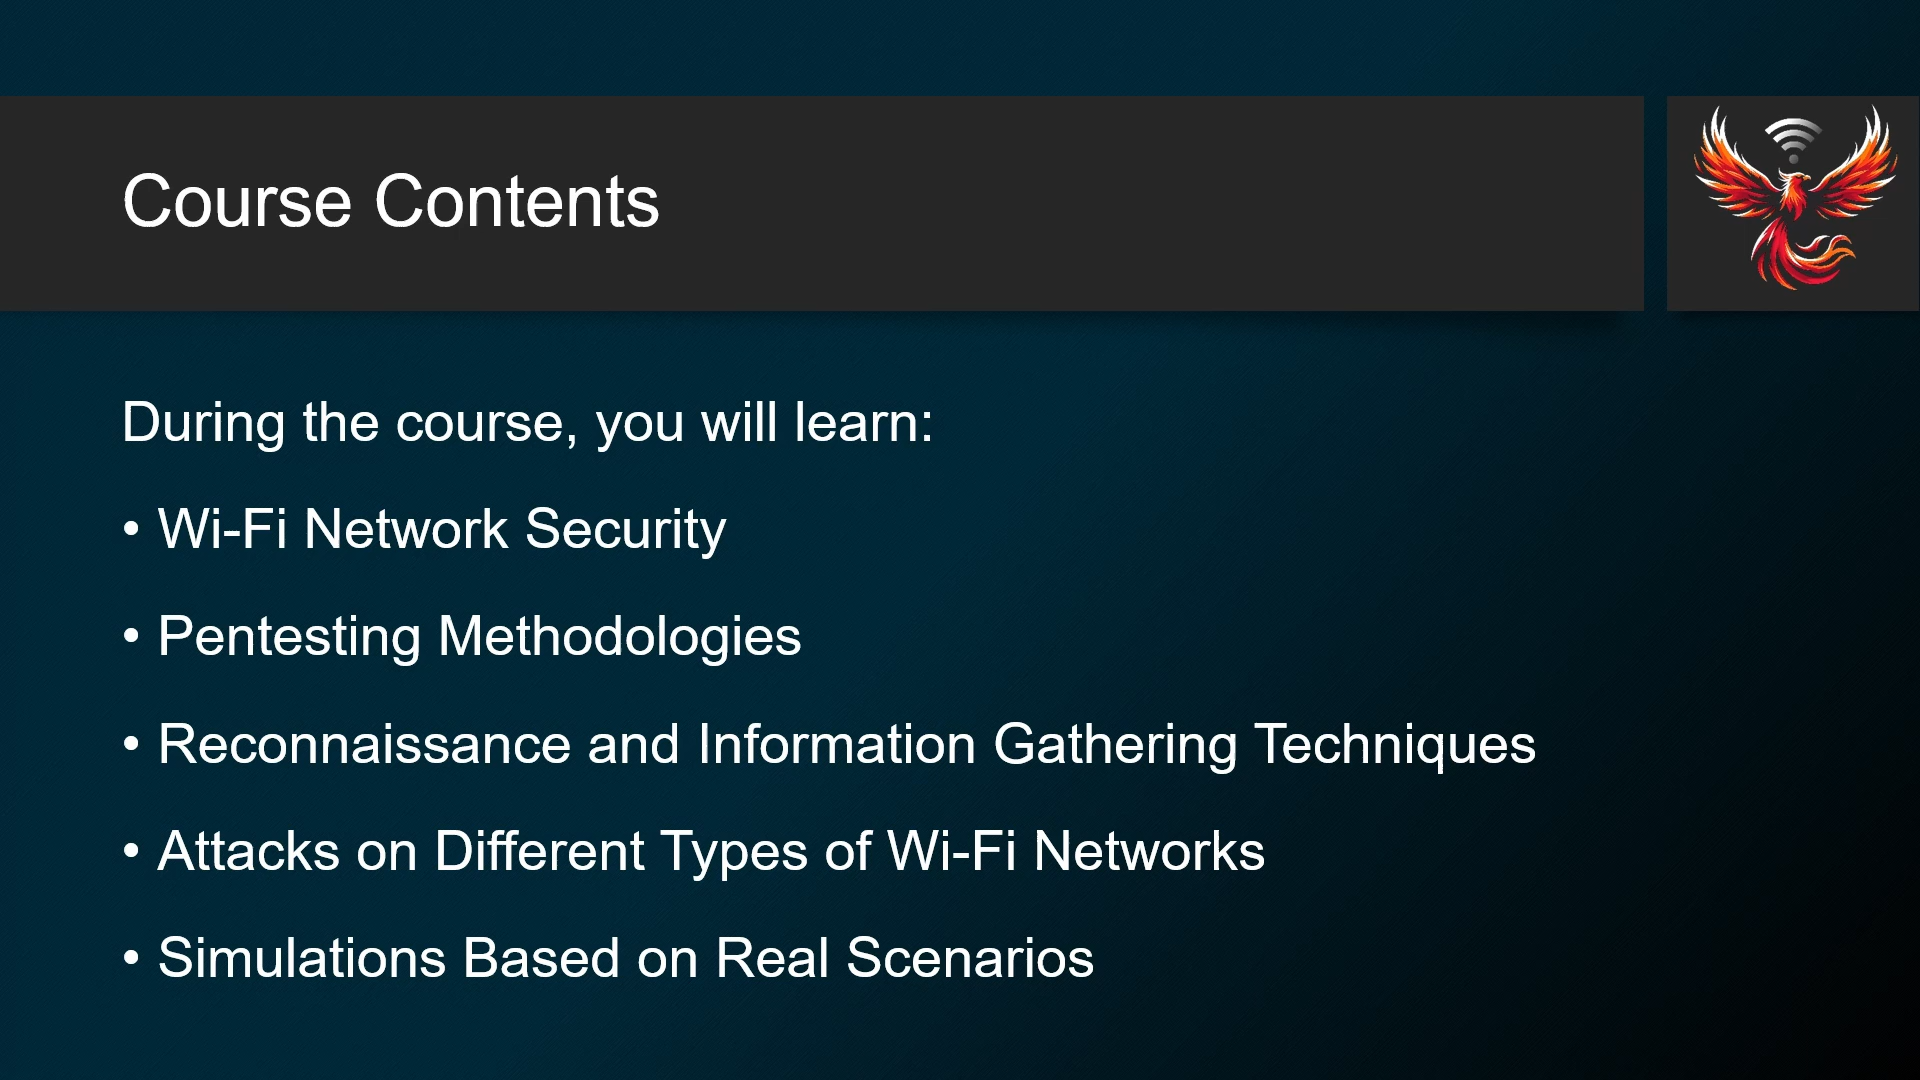 Course Contents
During the course, you will learn:
• Wi-Fi Network Security
• Pentesting Methodologies
• Reconnaissance and Information Gathering Techniques
• Attacks on Different Types of Wi-Fi Networks
• Simulations Based on Real Scenarios